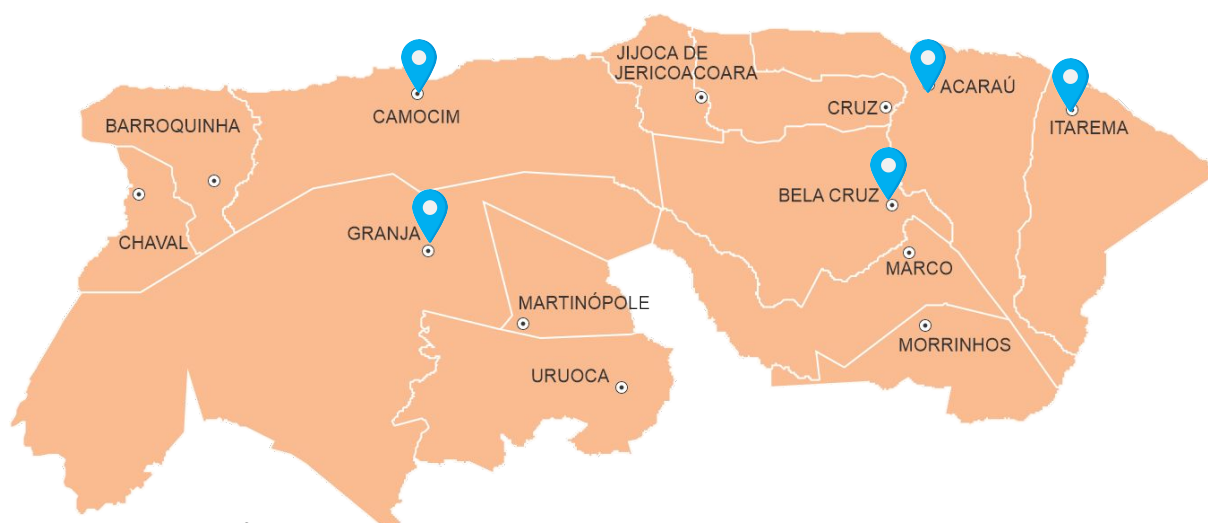 JIJOCA DE
JERICOACOARA
ACARAÚ
CAMOCIM
CRUZ
BARROQUINHA
ITAREMA
BELA CRUZ
GRANJA
CHAVAL
MARCO
MARTINÓPOLE
MORRINHOS
URUOCA